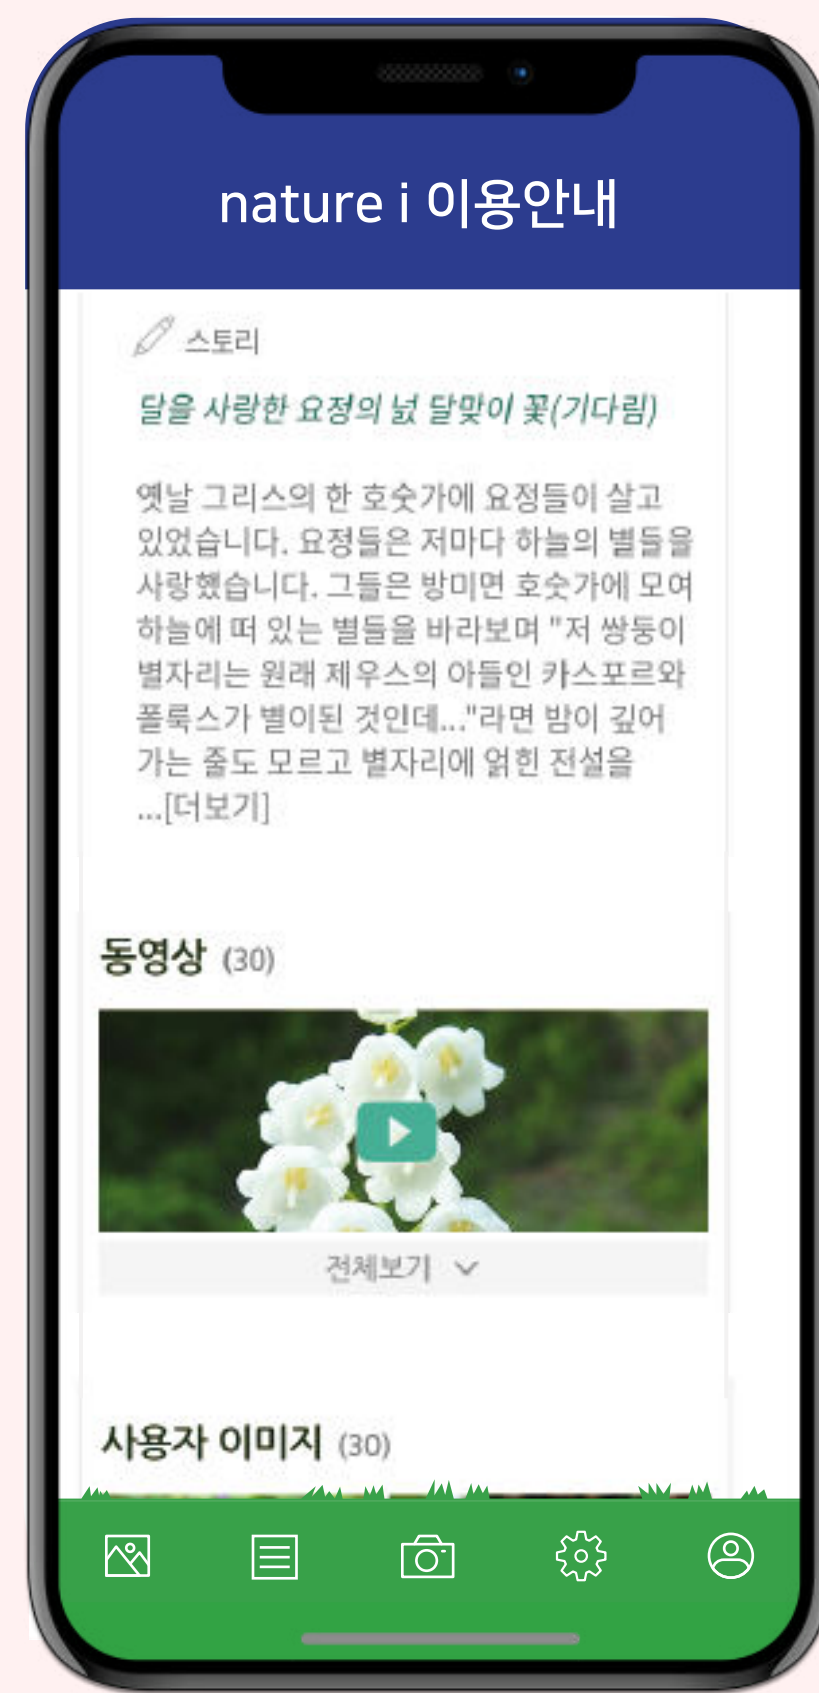 nature i 이용안내
스토리
달을 사랑한 요정의 넔 달맞이 꽃(기다림)
옛날 그리스의 한 호숫가에 요정들이 살고
있었습니다. 요정들은 저마다 하늘의 별들을
사랑했습니다. 그들은 방미면 호숫가에 모여
하늘에 떠 있는 별들을 바라보며 "저 쌍둥이
별자리는 원래 제우스의 아들인 카스포르와
폴룩스가 별이된 것인데..."라면 밤이 깊어
가는 줄도 모르고 별자리에 얽힌 전설을
...[더보기]
동영상 (30)
전체보기
사용자 이미지 (30)